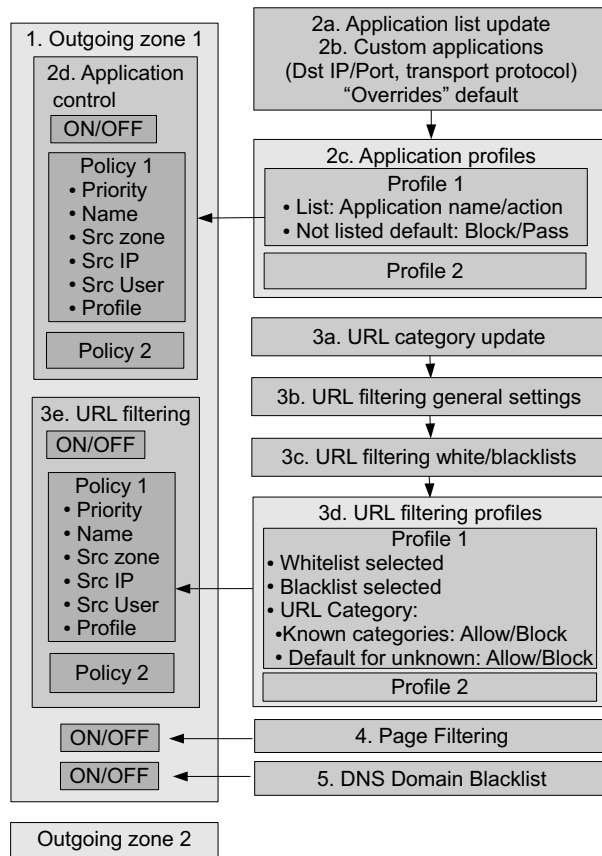 1. Outgoing zone 1
2d. Application
control
ON/OFF
Policy 1
• Priority
• Name
• Src zone
• Src IP
• Src User
• Profile
Policy 2
3e. URL filtering
ON/OFF
Policy 1
• Priority
• Name
• Src zone
• Src IP
• Src User
• Profile
Policy 2
ON/OFF
ON/OFF
Outgoing zone 2
2a. Application list update
2b. Custom applications
(Dst IP/Port, transport protocol)
“Overrides” default
2c. Application profiles
Profile 1
• List: Application name/action
• Not listed default: Block/Pass
Profile 2
3a. URL category update
3b. URL filtering general settings
3c. URL filtering white/blacklists
3d. URL filtering profiles
Profile 1
• Whitelist selected
• Blacklist selected
• URL Category:
•Known categories: Allow/Block
• Default for unknown: Allow/Block
Profile 2
4. Page Filtering
5. DNS Domain Blacklist